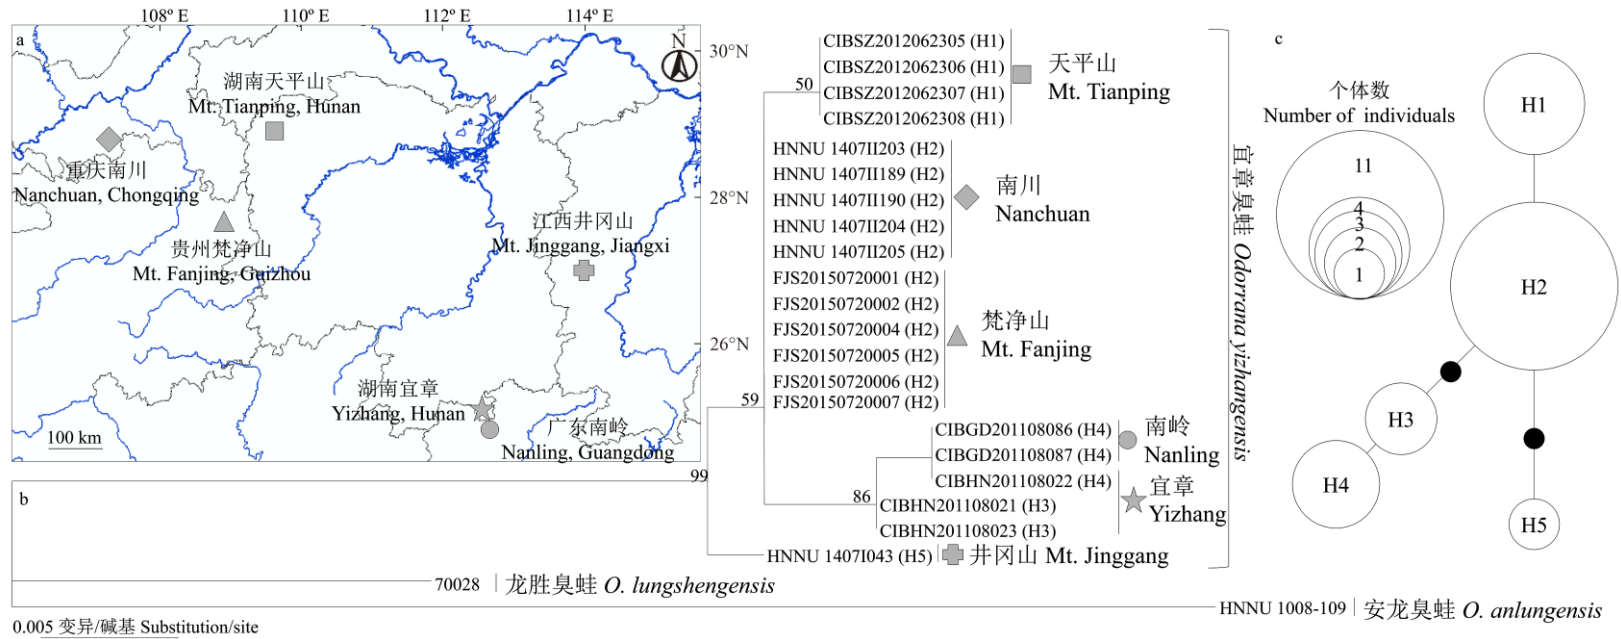 108° E
110° E
112° E
114° E
a
N
30°N
28°N
26°N
湖南天平山
Mt. Tianping, Hunan
重庆南川
Nanchuan, Chongqing
贵州梵净山
Mt. Fanjing, Guizhou
江西井冈山
Mt. Jinggang, Jiangxi
湖南宜章
Yizhang, Hunan
广东南岭
Nanling, Guangdong
100 km
b
99
59
50
86
CIBSZ2012062305 (H1)
CIBSZ2012062306 (H1)
CIBSZ2012062307 (H1)
CIBSZ2012062308 (H1)
天平山
Mt. Tianping
HNNU 1407II203 (H2)
HNNU 1407II189 (H2)
HNNU 1407II190 (H2)
HNNU 1407II204 (H2)
HNNU 1407II205 (H2)
南川
Nanchuan
FJS20150720001 (H2)
FJS20150720002 (H2)
FJS20150720004 (H2)
FJS20150720005 (H2)
FJS20150720006 (H2)
FJS20150720007 (H2)
梵净山
Mt. Fanjing
CIBGD201108086 (H4)
CIBGD201108087 (H4)
南岭
Nanling
CIBHN201108022 (H4)
CIBHN201108021 (H3)
CIBHN201108023 (H3)
宜章
Yizhang
HNNU 1407I043 (H5)
井冈山 Mt. Jinggang
宜章臭蛙 Odorrana yizhangensis
70028
龙胜臭蛙 O. lungshengensis
HNNU 1008-109
安龙臭蛙 O. anlungensis
0.005 变异/碱基 Substitution/site
c
个体数
Number of individuals
11
4
3
2
1
H1
H2
H3
H4
H5